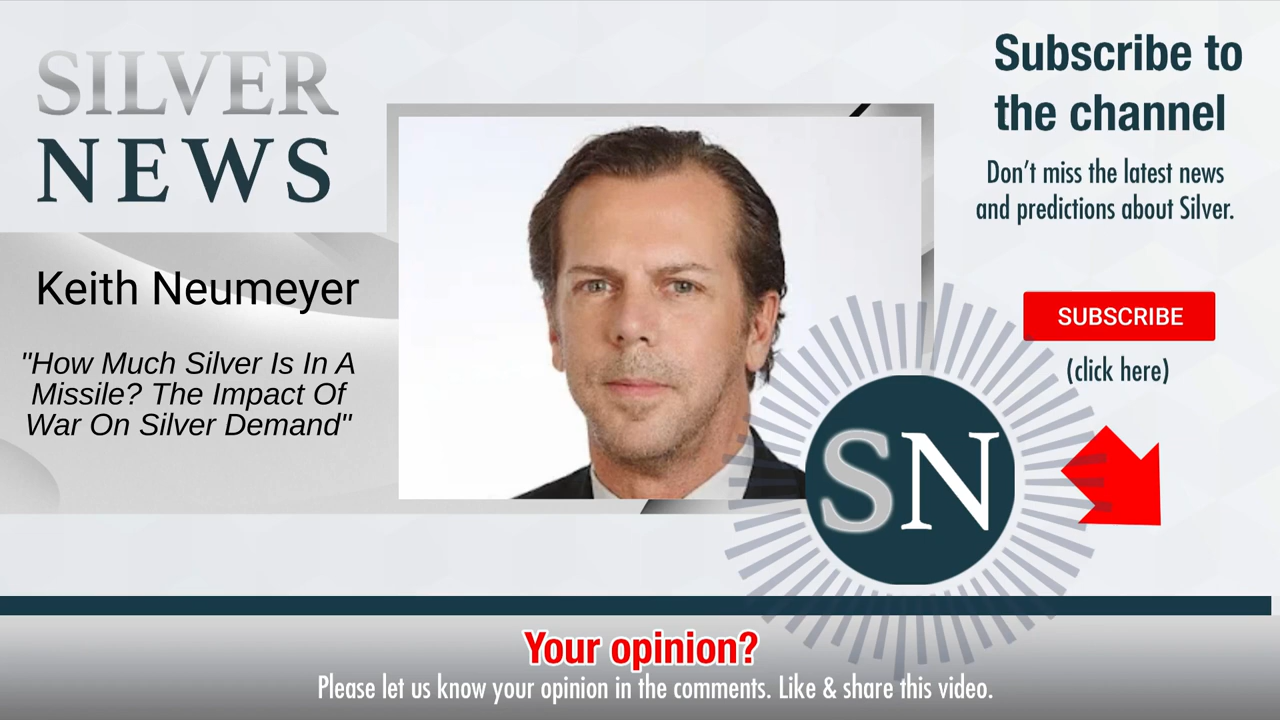 SILVER
NEWS
Keith Neumeyer
"How Much Silver Is In A
Missile? The Impact Of
War On Silver Demand"
Subscribe to
the channel
Don’t miss the latest news
and predictions about Silver.
SUBSCRIBE
(click here)
SN
Your opinion?
Please let us know your opinion in the comments. Like & share this video.